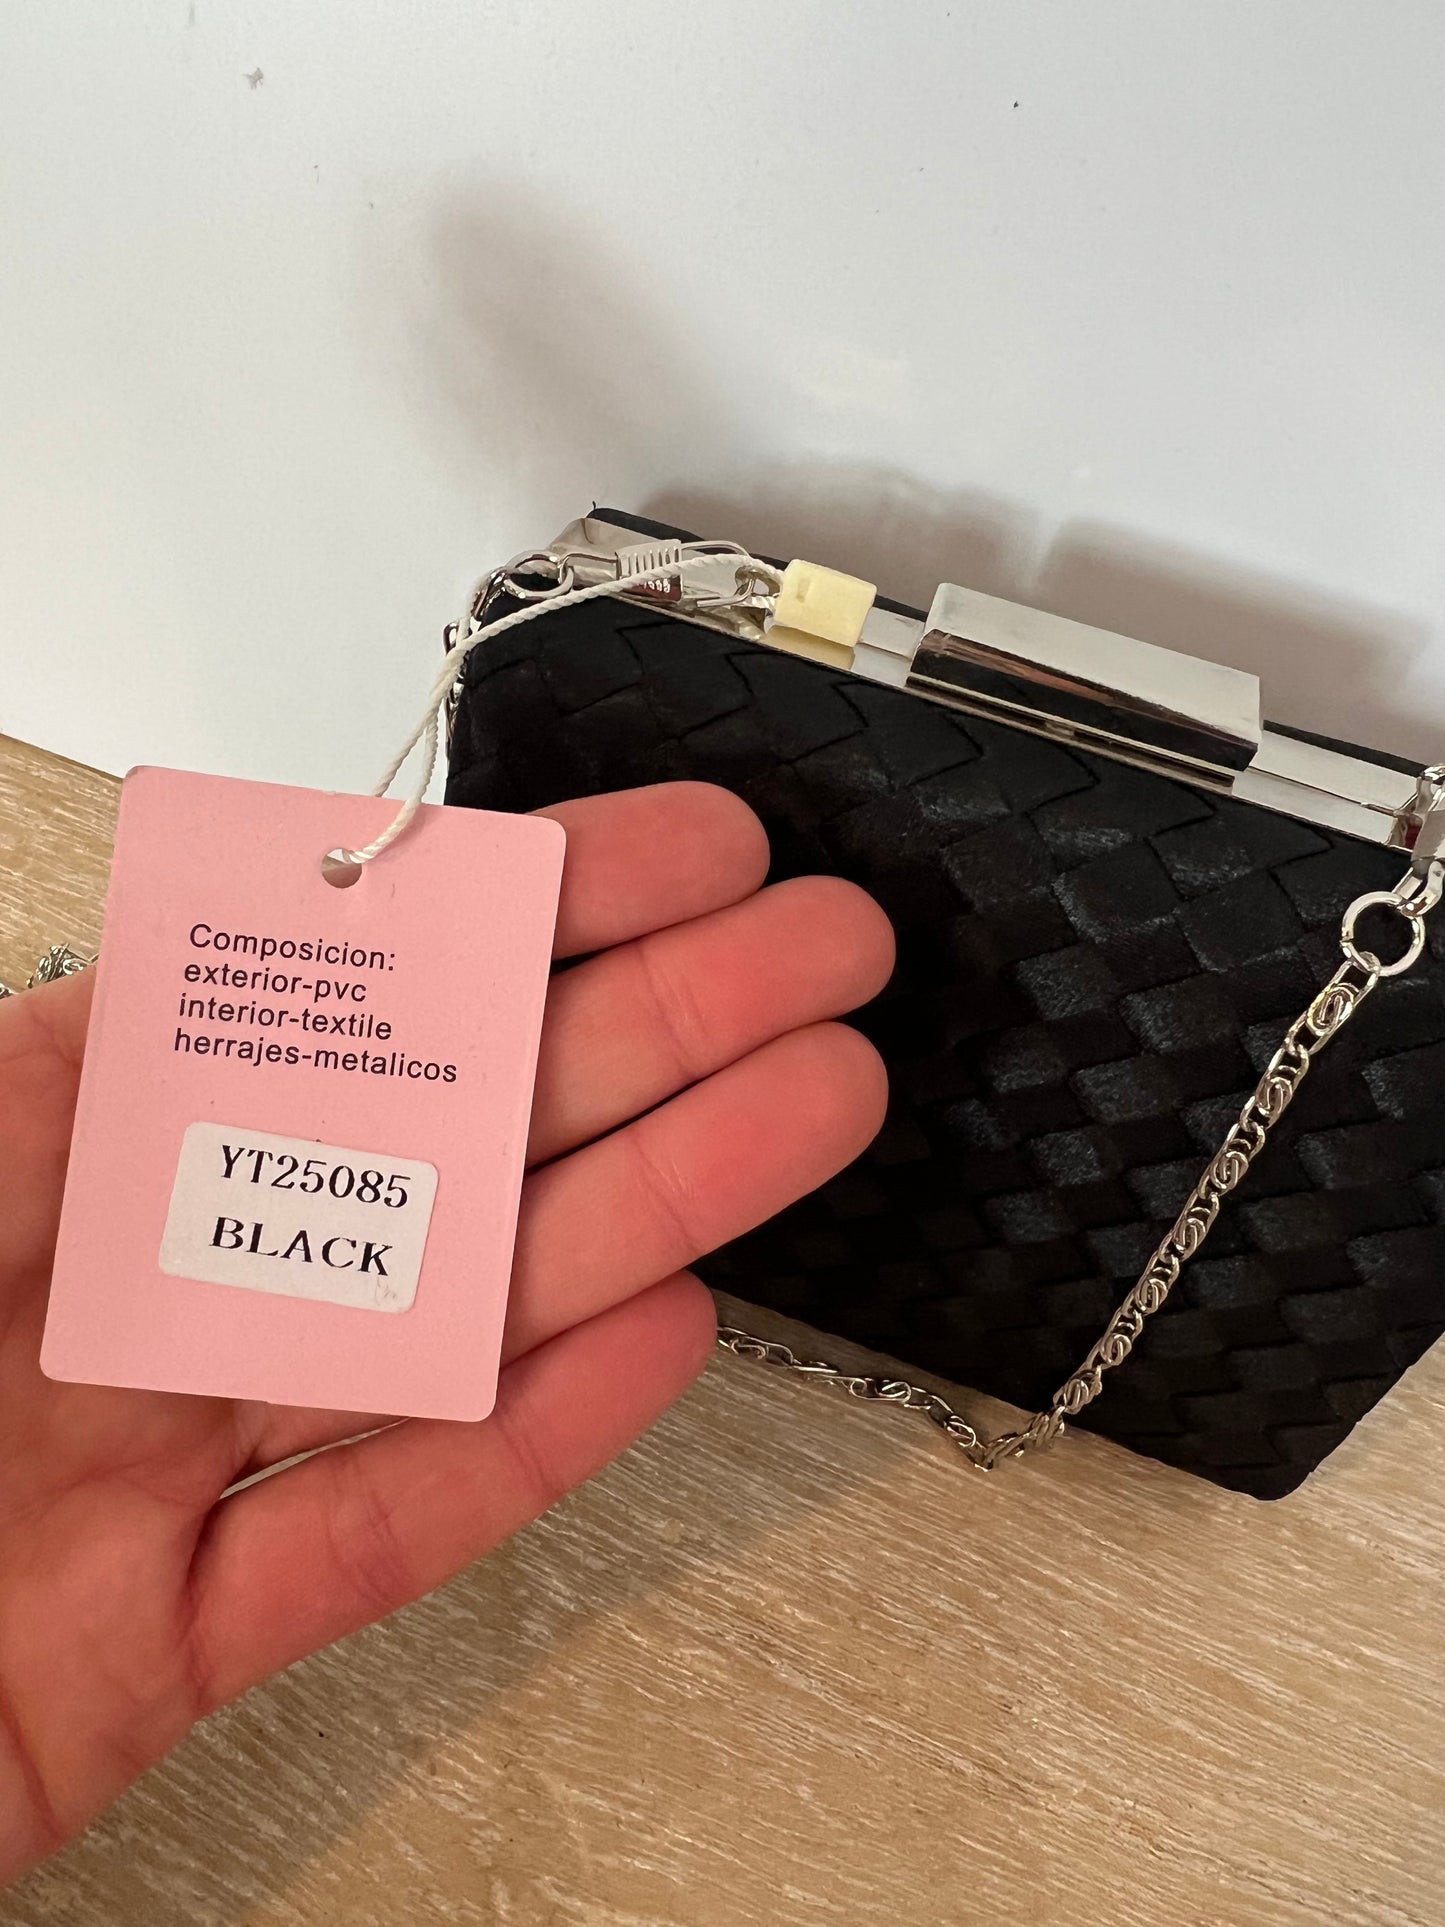 Composicion:
exterior-pvc
interior-textile
herrajes-metalicos
YT25085
BLACK